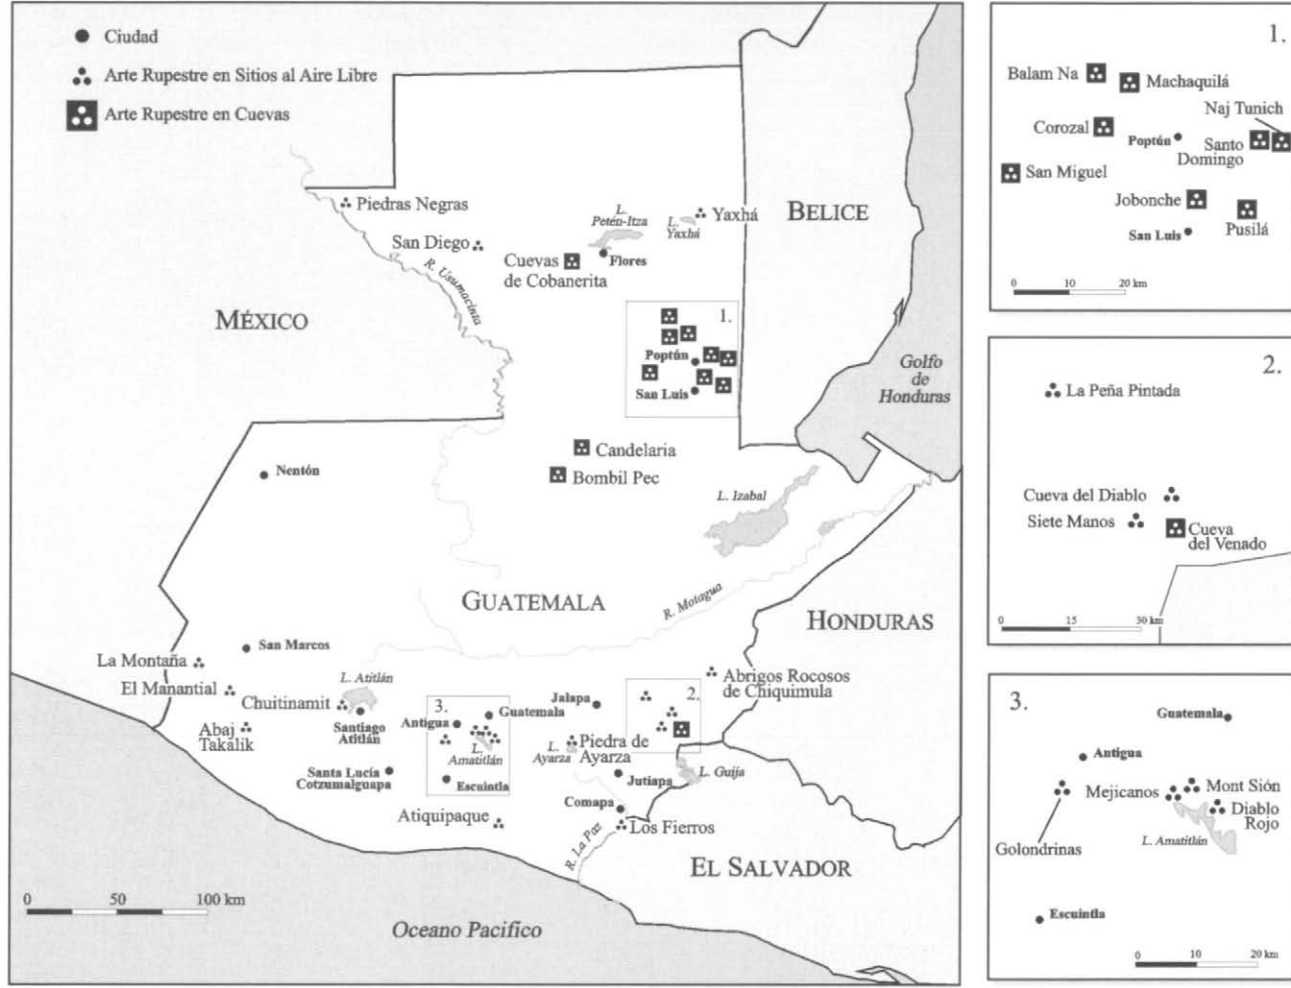 Ciudad
Arte Rupestre en Sitios al Aire Libre
Arte Rupestre en Cuevas
Piedras Negras
San Diego
R. Usumacinta
L.
Petén-Itza
L.
Yaxhá
Yaxhá
Flores
Cuevas
de Cobanerita
BELICE
MÉXICO
1.
Poptún
San Luis
Golfo
de
Honduras
Nentón
Candelaria
Bombil Pec
L. Izabal
GUATEMALA
R. Motagua
HONDURAS
San Marcos
La Montaña
El Manantial
Chuitinamit
L. Atitlán
Abaj
Takalik
Santiago
Atitlán
Santa Lucía
Cotzumalguapa
3.
Antigua
Guatemala
L.
Amatitlán
Escuintla
Jalapa
2.
Abrigos Rocosos
de Chiquimula
L.
Ayarza
Piedra de
Ayarza
Jutiapa
L. Guija
Comapa
Atiquipaque
Los Fierros
R. La Paz
EL SALVADOR
0 50 100 km
Oceano Pacifico
1.
Balam Na
Machaquilá
Naj Tunich
Corozal
Poptún
Santo
Domingo
San Miguel
Jobonche
San Luis
Pusilá
0 10 20 km
2.
La Peña Pintada
Cueva del Diablo
Siete Manos
Cueva
del Venado
0 15 30 km
3.
Guatemala
Antigua
Mejicanos
Mont Sión
Diablo
Rojo
Golondrinas
L. Amatitlán
Escuintla
0 10 20 km